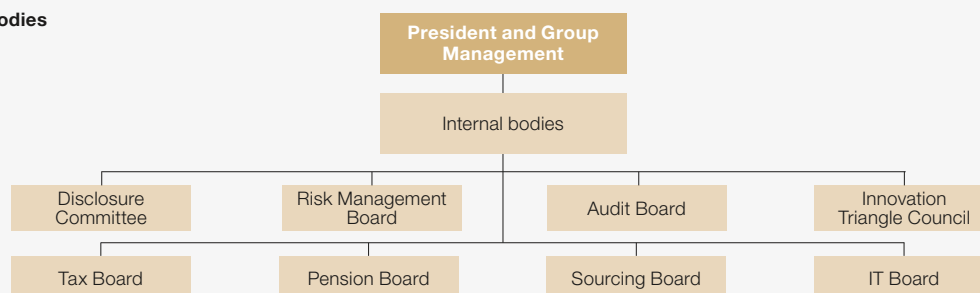 odies
President and Group
Management
Internal bodies
Disclosure
Committee
Risk Management
Board
Audit Board
Innovation
Triangle Council
Tax Board
Pension Board
Sourcing Board
IT Board